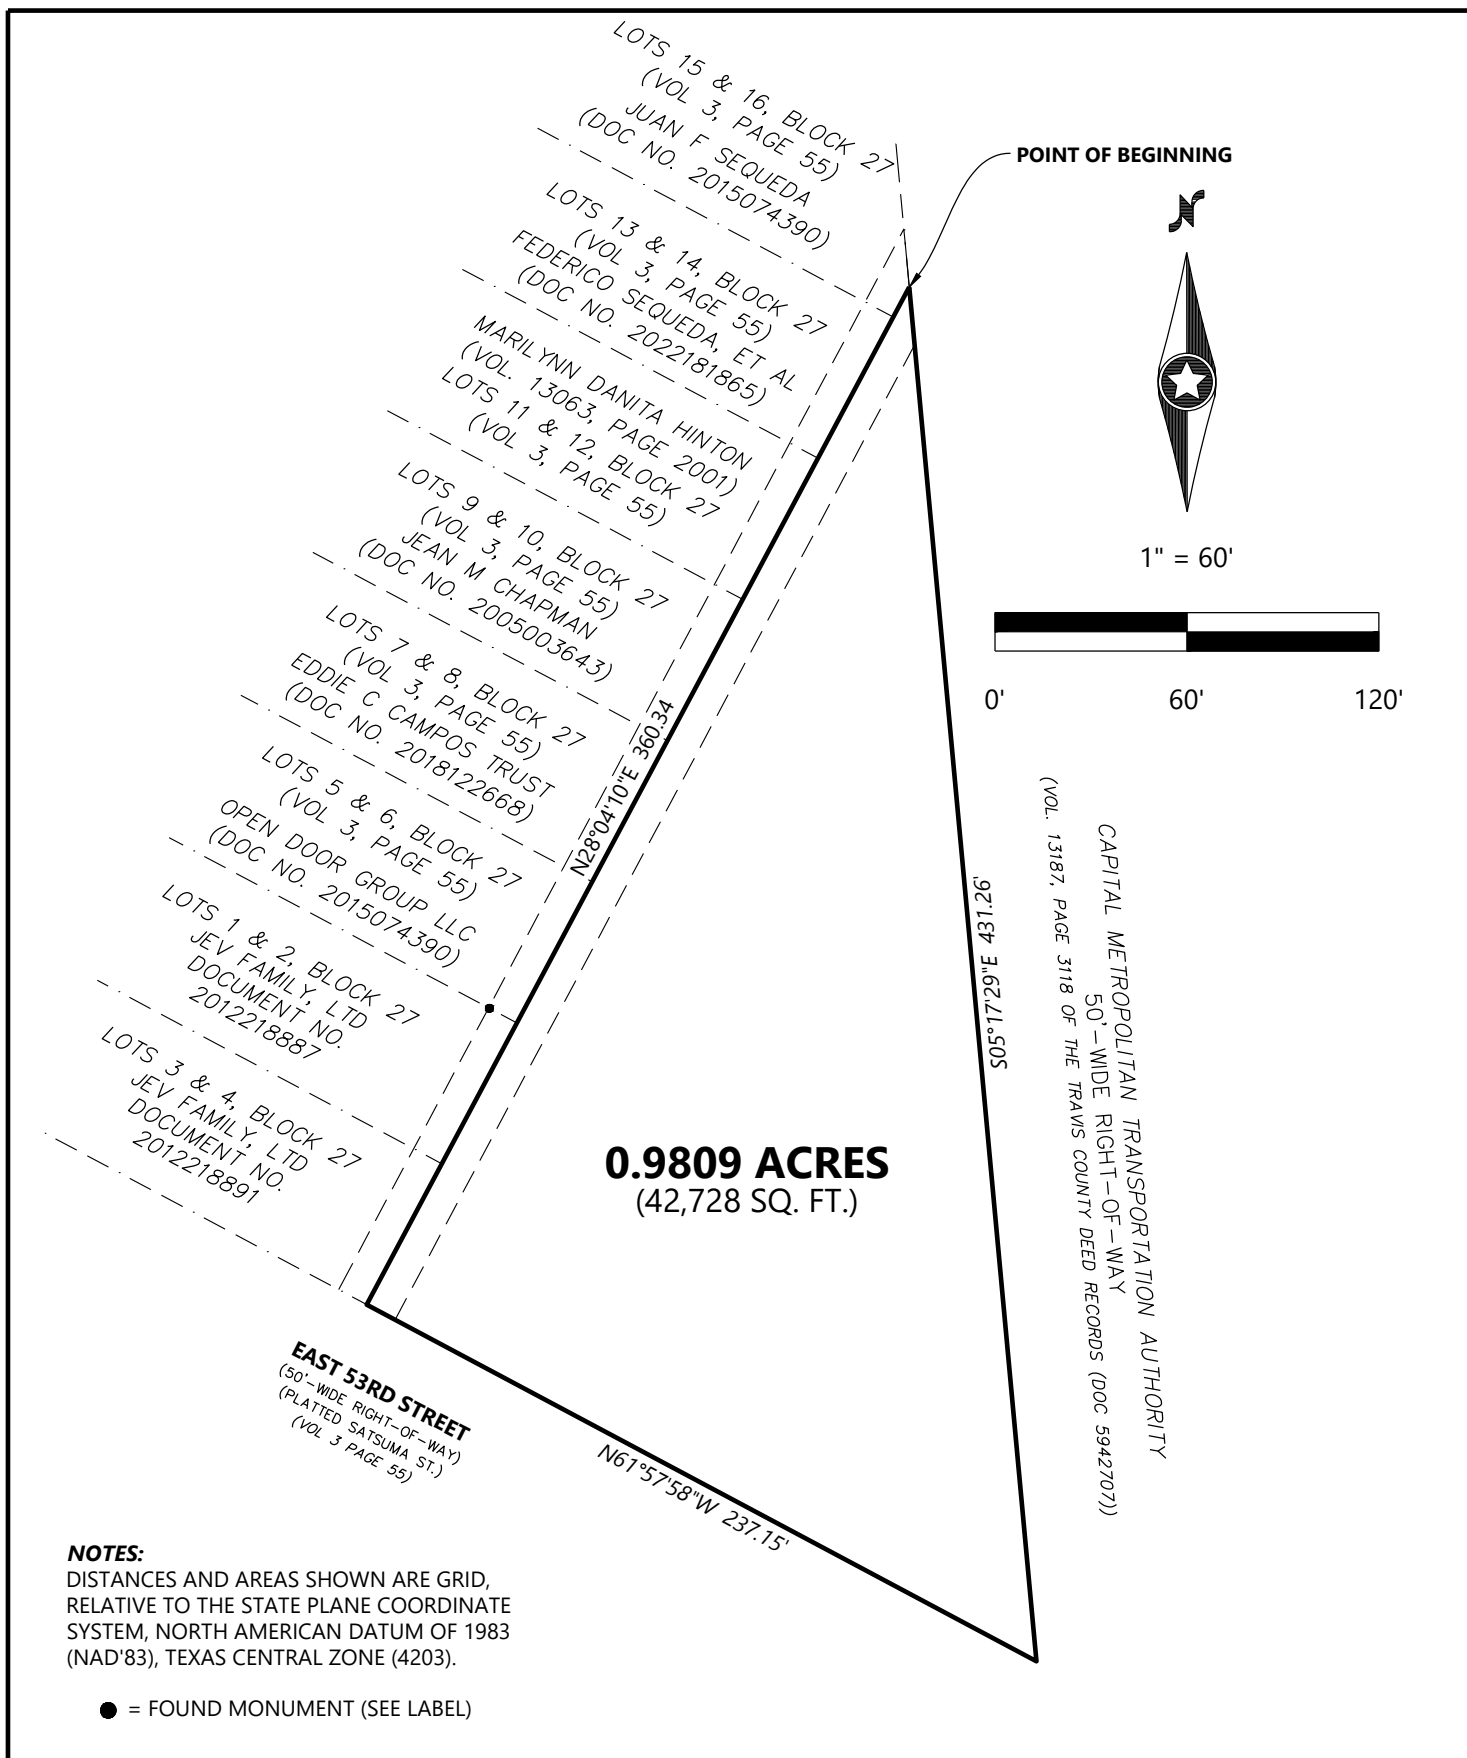 LOTS 15 & 16, BLOCK 27
(VOL 3, PAGE 55)
JUAN F SEQUEDA
(DOC NO. 2015074390)
POINT OF BEGINNING
N
LOTS 13 & 14, BLOCK 27
(VOL 3, PAGE 55)
FEDERICO SEQUEDA, ET AL
(DOC NO. 2022181865)
MARILYNN DANITA HINTON
(VOL. 13063, PAGE 2001)
LOTS 11 & 12, BLOCK 27
(VOL 3, PAGE 55)
1" = 60'
0' 60' 120'
LOTS 9 & 10, BLOCK 27
(VOL 3, PAGE 55)
JEAN M CHAPMAN
(DOC NO. 2005003643)
LOTS 7 & 8, BLOCK 27
(VOL 3, PAGE 55)
EDDIE C CAMPOS TRUST
(DOC NO. 2018122668)
N28°04'10"E 360.34
LOTS 5 & 6, BLOCK 27
(VOL 3, PAGE 55)
OPEN DOOR GROUP LLC
(DOC NO. 2015074390)
S05°17'29"E 431.26'
CAPITAL METROPOLITAN TRANSPORTATION AUTHORITY
50'-WIDE RIGHT-OF-WAY
(VOL. 13187, PAGE 3118 OF THE TRAVIS COUNTY DEED RECORDS (DOC 5942707))
LOTS 1 & 2, BLOCK 27
JEV FAMILY, LTD
DOCUMENT NO.
2012218887
LOTS 3 & 4, BLOCK 27
JEV FAMILY, LTD
DOCUMENT NO.
2012218891
0.9809 ACRES
(42,728 SQ. FT.)
EAST 53RD STREET
(50'-WIDE RIGHT-OF-WAY)
(PLATTED SATSUMA ST.)
(VOL 3 PAGE 55)
N61°57'58"W 237.15'
NOTES:
DISTANCES AND AREAS SHOWN ARE GRID,
RELATIVE TO THE STATE PLANE COORDINATE
SYSTEM, NORTH AMERICAN DATUM OF 1983
(NAD'83), TEXAS CENTRAL ZONE (4203).
= FOUND MONUMENT (SEE LABEL)